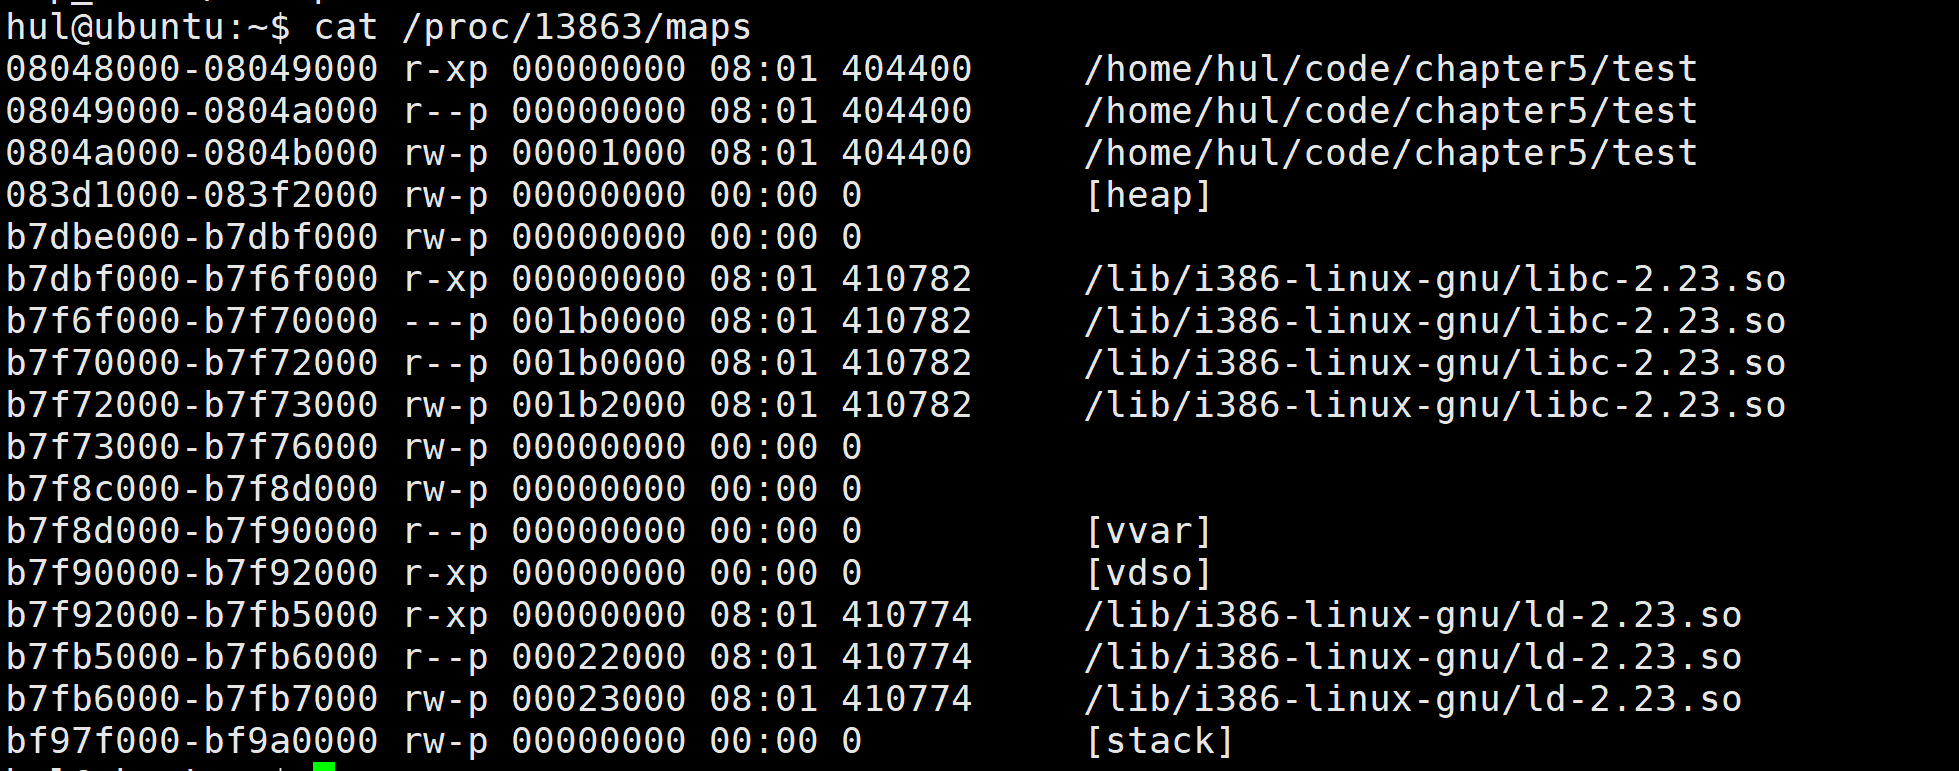 hul@ubuntu:~$ cat /proc/13863/maps
08048000-08049000 r-xp 00000000 08:01 404400     /home/hul/code/chapter5/test
08049000-0804a000 r--p 00000000 08:01 404400     /home/hul/code/chapter5/test
0804a000-0804b000 rw-p 00001000 08:01 404400     /home/hul/code/chapter5/test
083d1000-083f2000 rw-p 00000000 00:00 0          [heap]
b7dbe000-b7dbf000 rw-p 00000000 00:00 0
b7dbf000-b7f6f000 r-xp 00000000 08:01 410782     /lib/i386-linux-gnu/libc-2.23.so
b7f6f000-b7f70000 ---p 001b0000 08:01 410782     /lib/i386-linux-gnu/libc-2.23.so
b7f70000-b7f72000 r--p 001b0000 08:01 410782     /lib/i386-linux-gnu/libc-2.23.so
b7f72000-b7f73000 rw-p 001b2000 08:01 410782     /lib/i386-linux-gnu/libc-2.23.so
b7f73000-b7f76000 rw-p 00000000 00:00 0
b7f8c000-b7f8d000 rw-p 00000000 00:00 0
b7f8d000-b7f90000 r--p 00000000 00:00 0          [vvar]
b7f90000-b7f92000 r-xp 00000000 00:00 0          [vdso]
b7f92000-b7fb5000 r-xp 00000000 08:01 410774     /lib/i386-linux-gnu/ld-2.23.so
b7fb5000-b7fb6000 r--p 00022000 08:01 410774     /lib/i386-linux-gnu/ld-2.23.so
b7fb6000-b7fb7000 rw-p 00023000 08:01 410774     /lib/i386-linux-gnu/ld-2.23.so
bf97f000-bf9a0000 rw-p 00000000 00:00 0          [stack]